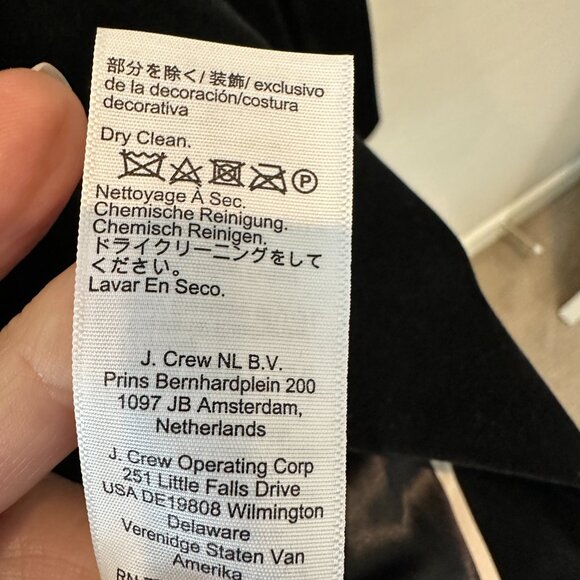 部分を除く/ 装飾/ exclusivo
de la decoración/costura
decorativa
Dry Clean.
P
Nettoyage À Sec.
Chemische Reinigung.
Chemisch Reinigen.
ドライクリーニングをして
ください。
Lavar En Seco.
J. Crew NL B.V.
Prins Bernhardplein 200
1097 JB Amsterdam,
Netherlands
J. Crew Operating Corp
251 Little Falls Drive
USA DE19808 Wilmington
Delaware
Verenidge Staten Van
Amerika
RN